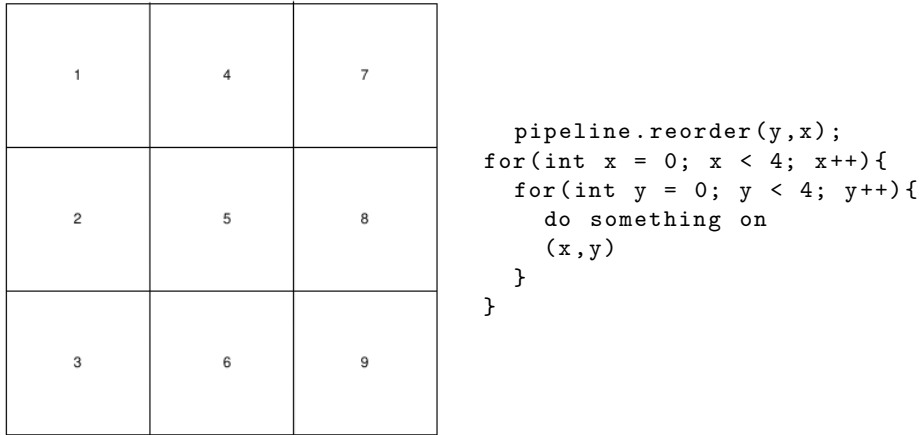 1 4 7
2 5 8
3 6 9
pipeline.reorder(y,x);
for(int x = 0; x < 4; x++){
for(int y = 0; y < 4; y++){
do something on
(x,y)
}
}